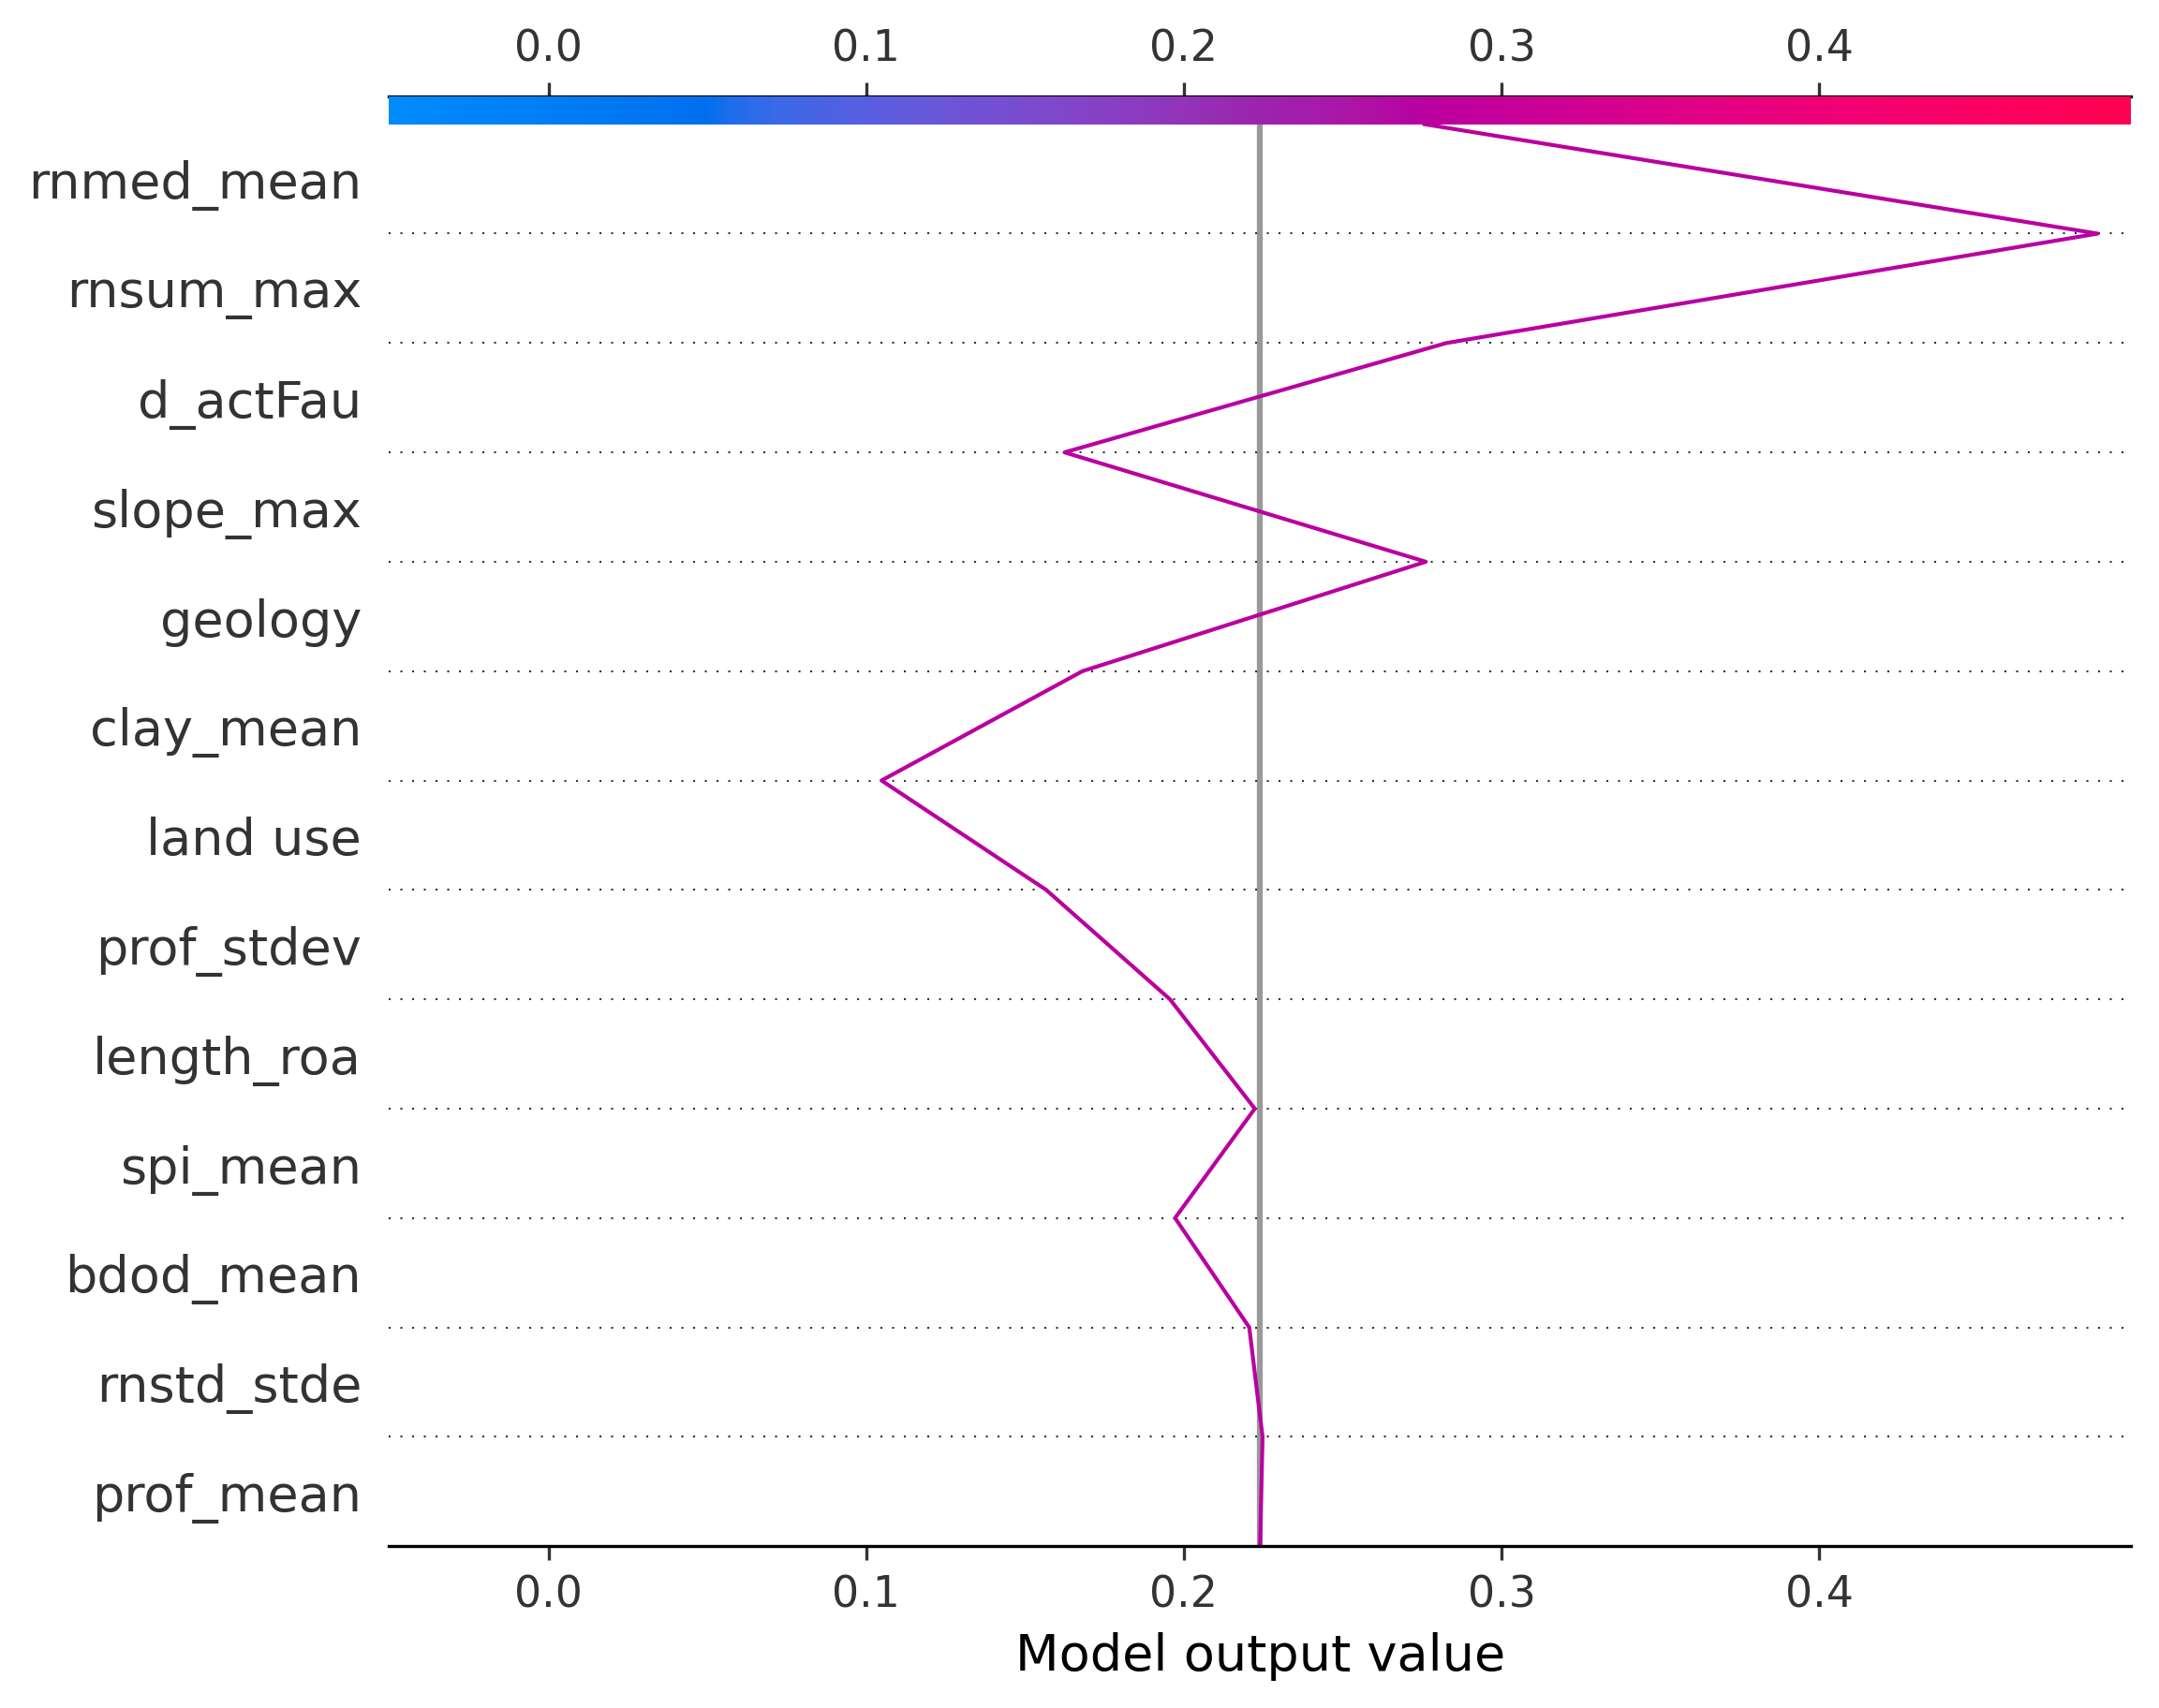 0.0 0.1 0.2 0.3 0.4
rnmed_mean
rnsum_max
d_actFau
slope_max
geology
clay_mean
land use
prof_stdev
length_roa
spi_mean
bdod_mean
rnstd_stde
prof_mean
0.0 0.1 0.2 0.3 0.4
Model output value